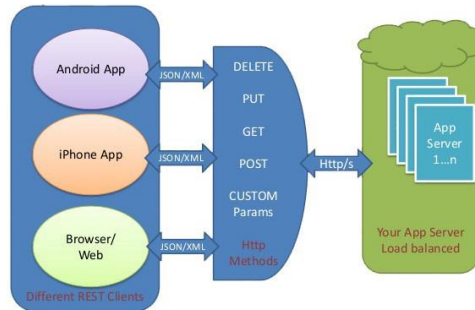 Android App
iPhone App
Browser/
Web
Different REST Clients
JSON/XML
JSON/XML
JSON/XML
DELETE
PUT
GET
POST
CUSTOM
Params
Http
Methods
Http/s
App
Server
1...n
Your App Server
Load balanced